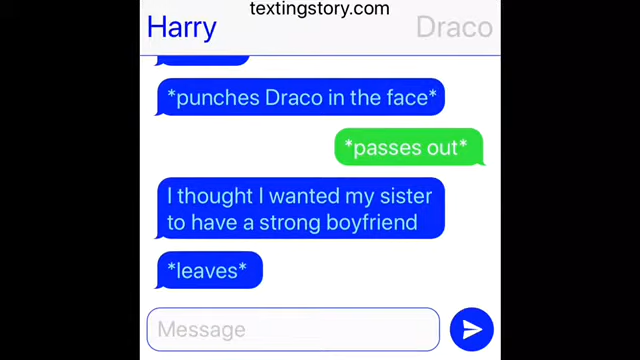 textingstory.com
Harry
Draco
*punches Draco in the face*
*passes out*
I thought I wanted my sister
to have a strong boyfriend
*leaves*
Message